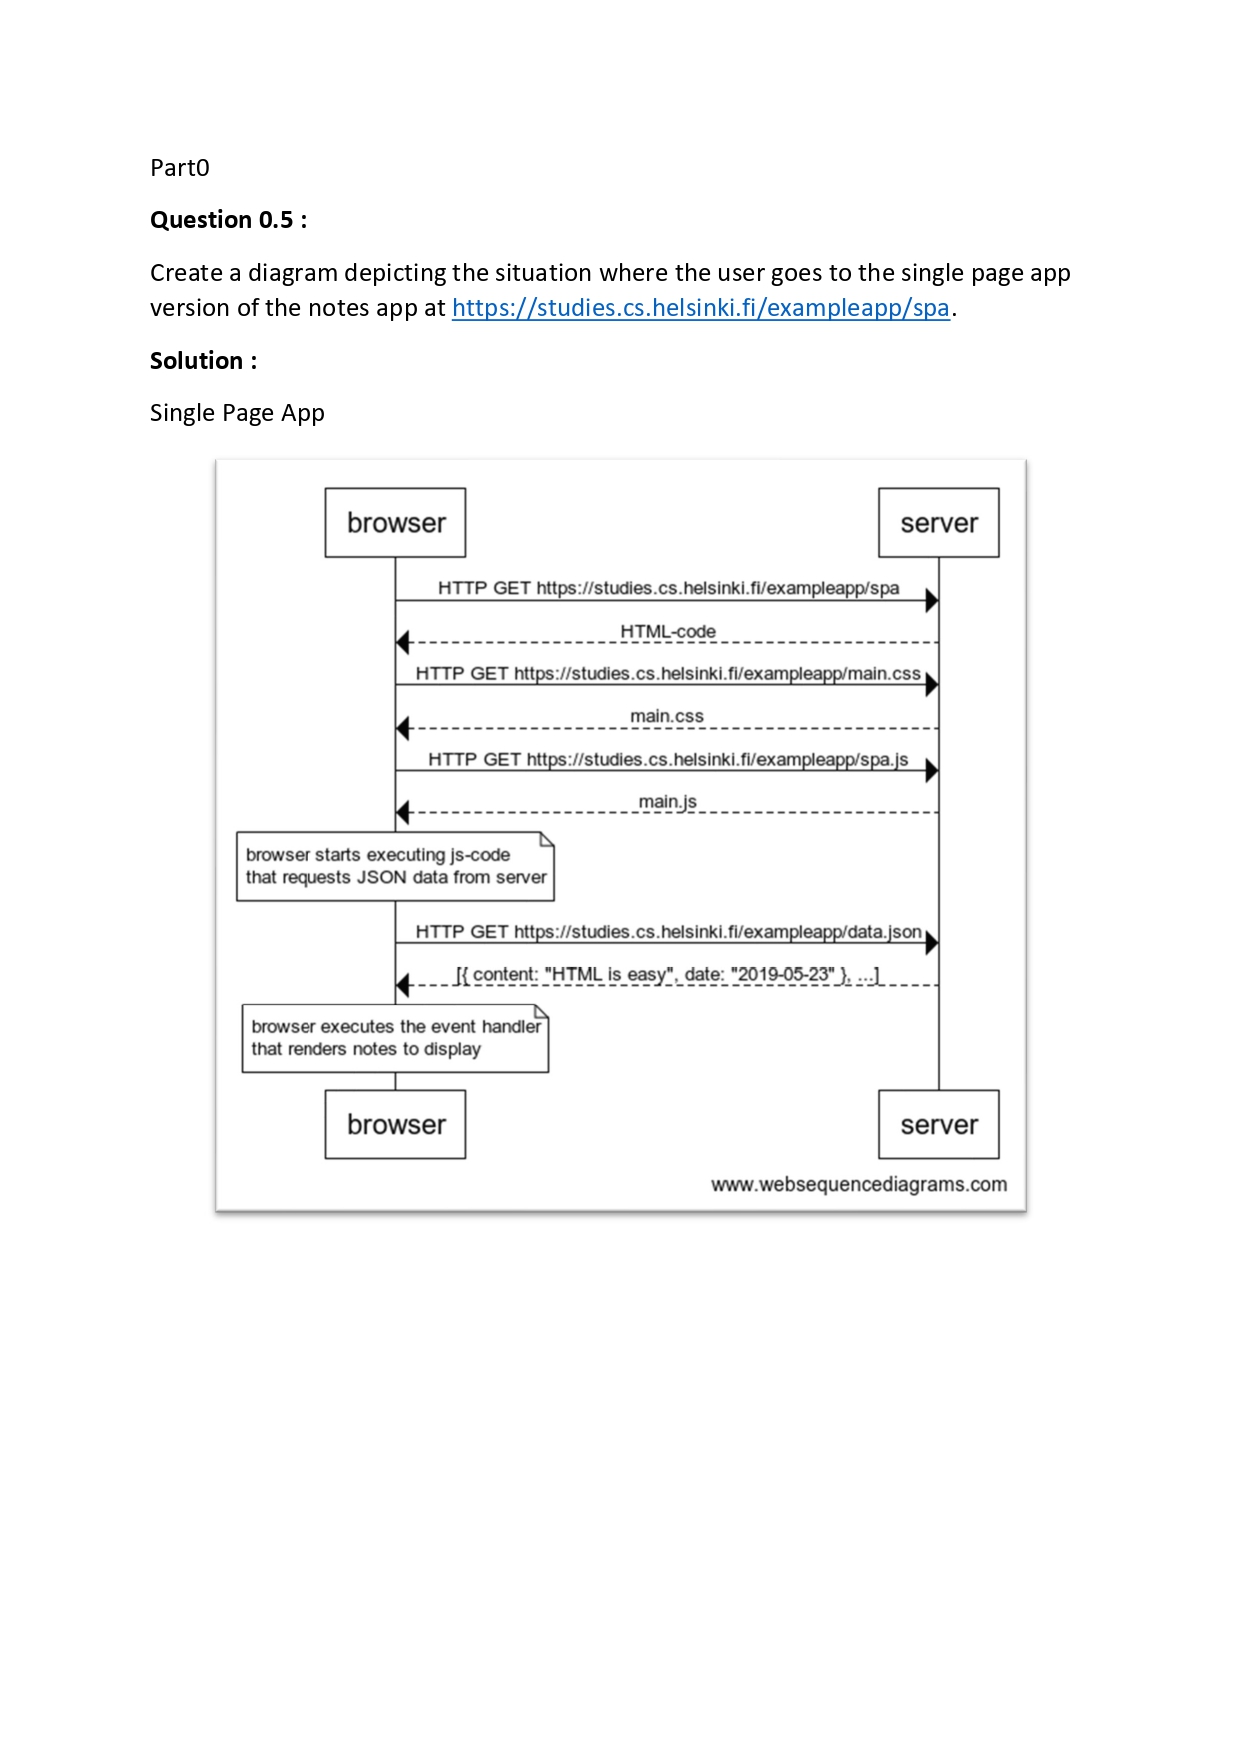 Part0
Question 0.5 :
Create a diagram depicting the situation where the user goes to the single page app
version of the notes app at https://studies.cs.helsinki.fi/exampleapp/spa.
Solution :
Single Page App
browser
server
HTTP GET https://studies.cs.helsinki.fi/exampleapp/spa
HTML-code
HTTP GET https://studies.cs.helsinki.fi/exampleapp/main.css
main.css
HTTP GET https://studies.cs.helsinki.fi/exampleapp/spa.js
main.js
browser starts executing js-code
that requests JSON data from server
HTTP GET https://studies.cs.helsinki.fi/exampleapp/data.json
[{ content: "HTML is easy", date: "2019-05-23" }, ...]
browser executes the event handler
that renders notes to display
browser
server
www.websequencediagrams.com